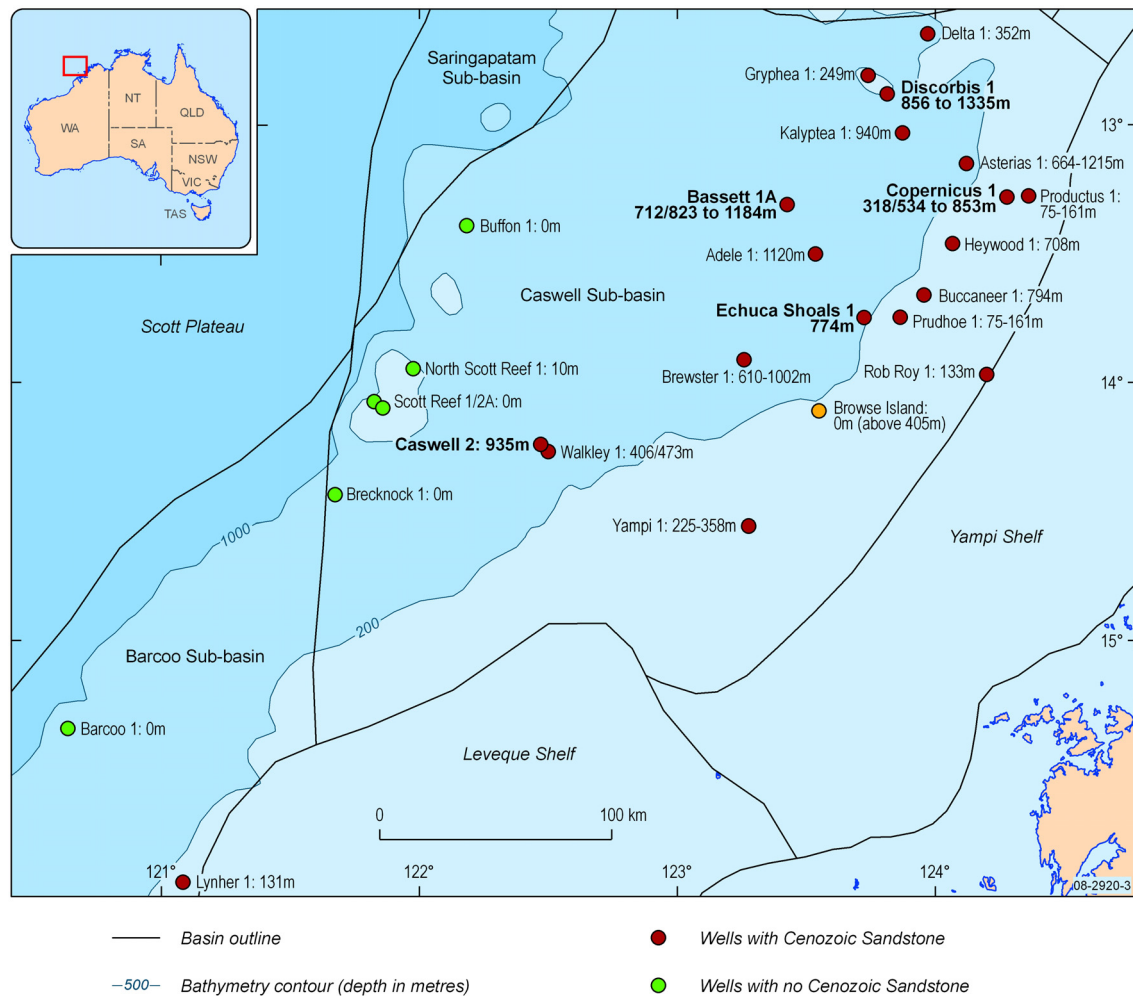 NT
QLD
WA
SA
NSW
VIC
TAS
Saringapatam
Sub-basin
Delta 1: 352m
Gryphea 1: 249m
Discorbis 1
856 to 1335m
13°
Kalyptea 1: 940m
Asterias 1: 664-1215m
Bassett 1A
712/823 to 1184m
Copernicus 1
318/534 to 853m
Productus 1:
75-161m
Buffon 1: 0m
Heywood 1: 708m
Adele 1: 1120m
Caswell Sub-basin
Buccaneer 1: 794m
Echuca Shoals 1
774m
Prudhoe 1: 75-161m
Scott Plateau
North Scott Reef 1: 10m
Brewster 1: 610-1002m
Rob Roy 1: 133m
14°
Scott Reef 1/2A: 0m
Browse Island:
0m (above 405m)
Caswell 2: 935m
Walkley 1: 406/473m
Brecknock 1: 0m
Yampi 1: 225-358m
Yampi Shelf
1000
200
15°
Barcoo Sub-basin
Barcoo 1: 0m
Leveque Shelf
0 100 km
Lynher 1: 131m
121° 122° 123° 124°
08-2920-3
Basin outline
Wells with Cenozoic Sandstone
500 Bathymetry contour (depth in metres)
Wells with no Cenozoic Sandstone